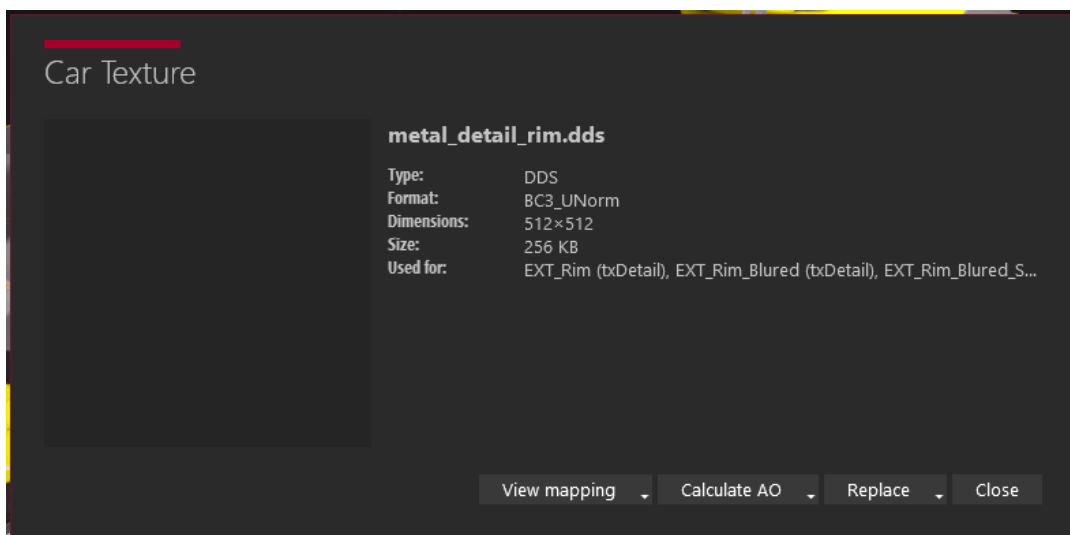 Car Texture
metal_detail_rim.dds
Type: DDS
Format: BC3_UNorm
Dimensions: 512×512
Size: 256 KB
Used for: EXT_Rim (txDetail), EXT_Rim_Blured (txDetail), EXT_Rim_Blured_S...
View mapping Calculate AO Replace Close